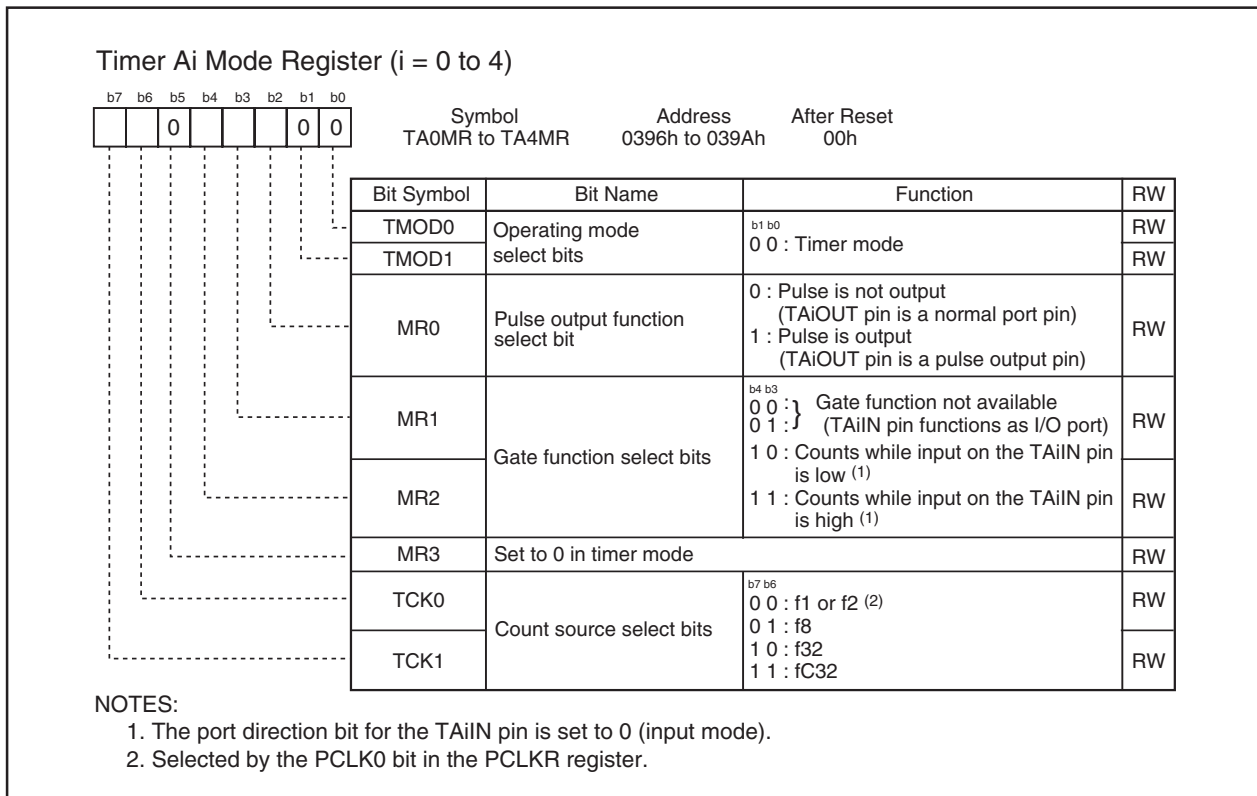 Timer Ai Mode Register (i = 0 to 4)
b7 b6 b5 b4 b3 b2 b1 b0
0 0 0
Symbol Address After Reset
TA0MR to TA4MR 0396h to 039Ah 00h
Bit Symbol Bit Name Function RW
TMOD0 Operating mode select bits b1 b0 RW
TMOD1 0 0 : Timer mode RW
MR0 Pulse output function select bit 0 : Pulse is not output
(TAiOUT pin is a normal port pin)
1 : Pulse is output
(TAiOUT pin is a pulse output pin) RW
MR1 Gate function select bits b4 b3
0 0 : } Gate function not available
0 1 : (TAiIN pin functions as I/O port) RW
1 0 : Counts while input on the TAiIN pin
is low (1)
MR2 1 1 : Counts while input on the TAiIN pin
is high (1) RW
MR3 Set to 0 in timer mode RW
TCK0 Count source select bits b7 b6
0 0 : f1 or f2 (2) RW
0 1 : f8
TCK1 1 0 : f32
1 1 : fC32 RW
NOTES:
1. The port direction bit for the TAiIN pin is set to 0 (input mode).
2. Selected by the PCLK0 bit in the PCLKR register.